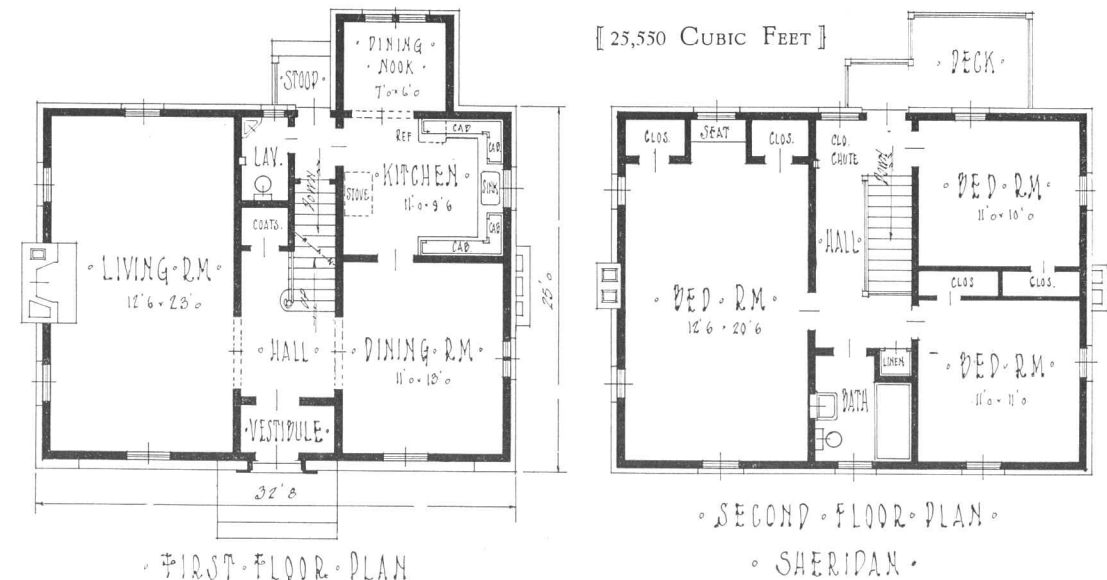 [ 25,550 CUBIC FEET ]
DINING
NOOK
7'0 x 6'0
STOOP
REF
CAB
CAB
LAV.
DOWN
KITCHEN
11'0 x 9'6
STOVE
SINK
COATS.
CAB
CAB
LIVING RM
12'6 x 23'0
UP
HALL
DINING RM
11'0 x 13'0
25'0
VESTIBULE
32'8
FIRST FLOOR PLAN
DECK
CLOS.
SEAT
CLOS.
CLO.
CHUTE
DOWN
BED RM
11'0 x 10'0
HALL
BED RM
12'6 x 20'6
CLOS
CLOS.
LINEN
BED RM
11'0 x 11'0
BATH
SECOND FLOOR PLAN
SHERIDAN